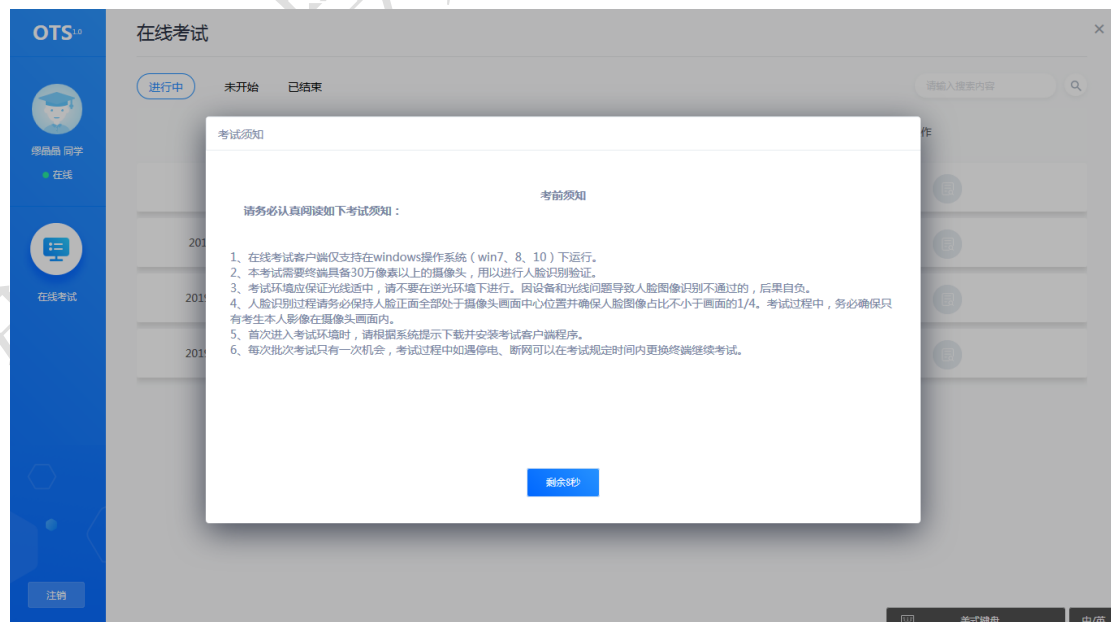 OTS1.0
在线考试
×
进行中
未开始
已结束
请输入搜索内容
缪晶晶 同学
在线
在线考试
注销
考试须知
作
考前须知
请务必认真阅读如下考试须知：
1、在线考试客户端仅支持在windows操作系统（win7、8、10）下运行。
2、本考试需要终端具备30万像素以上的摄像头，用以进行人脸识别验证。
3、考试环境应保证光线适中，请不要在逆光环境下进行。因设备和光线问题导致人脸图像识别不通过的，后果自负。
4、人脸识别过程请务必保持人脸正面全部处于摄像头画面中心位置并确保人脸图像占比不小于画面的1/4。考试过程中，务必确保只
有考生本人影像在摄像头画面内。
5、首次进入考试环境时，请根据系统提示下载并安装考试客户端程序。
6、每次批次考试只有一次机会，考试过程中如遇停电、断网可以在考试规定时间内更换终端继续考试。
201
201
201
剩余8秒
美式键盘
中/英